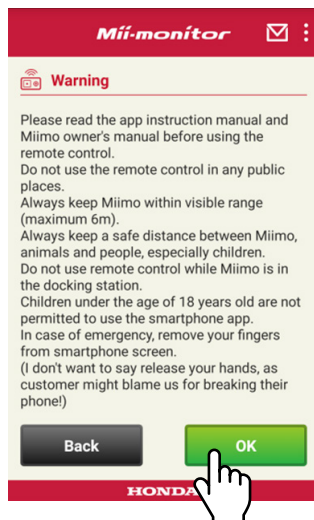 Mii-monitor
Warning
Please read the app instruction manual and
Miimo owner's manual before using the
remote control.
Do not use the remote control in any public
places.
Always keep Miimo within visible range
(maximum 6m).
Always keep a safe distance between Miimo,
animals and people, especially children.
Do not use remote control while Miimo is in
the docking station.
Children under the age of 18 years old are not
permitted to use the smartphone app.
In case of emergency, remove your fingers
from smartphone screen.
(I don't want to say release your hands, as
customer might blame us for breaking their
phone!)
Back
OK
HONDA